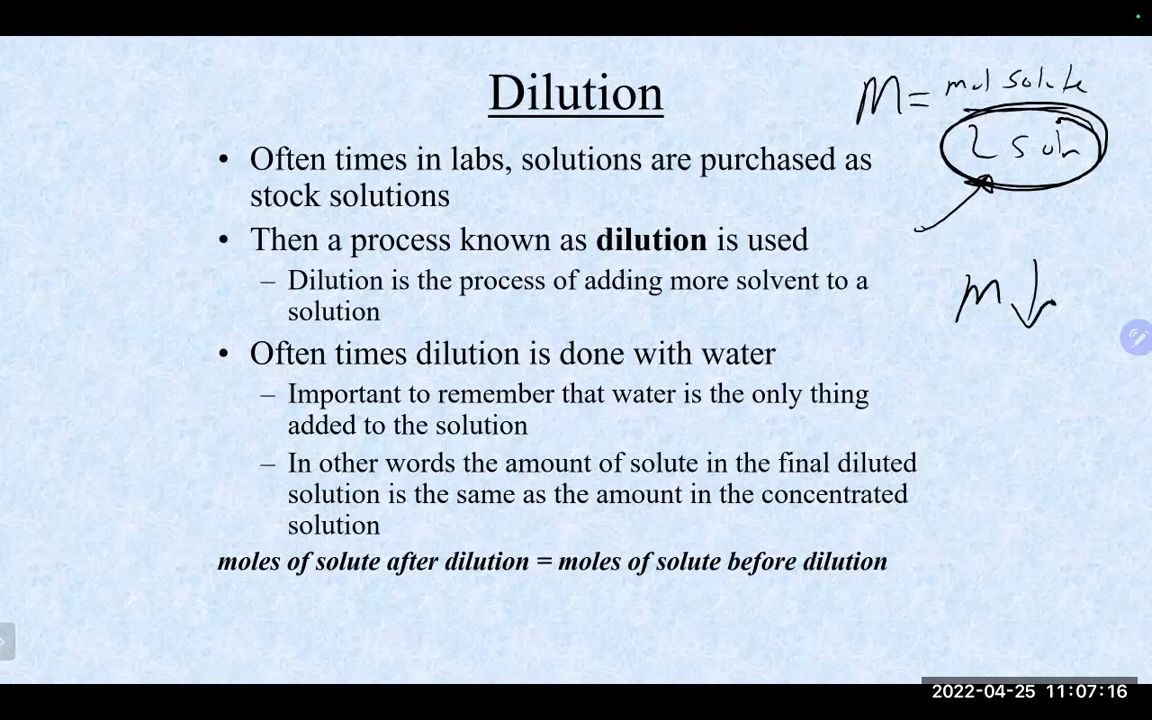 Dilution
M = mol solute
L soln
• Often times in labs, solutions are purchased as
stock solutions
• Then a process known as dilution is used
– Dilution is the process of adding more solvent to a
solution
M ↓
• Often times dilution is done with water
– Important to remember that water is the only thing
added to the solution
– In other words the amount of solute in the final diluted
solution is the same as the amount in the concentrated
solution
moles of solute after dilution = moles of solute before dilution
2022-04-25 11:07:16